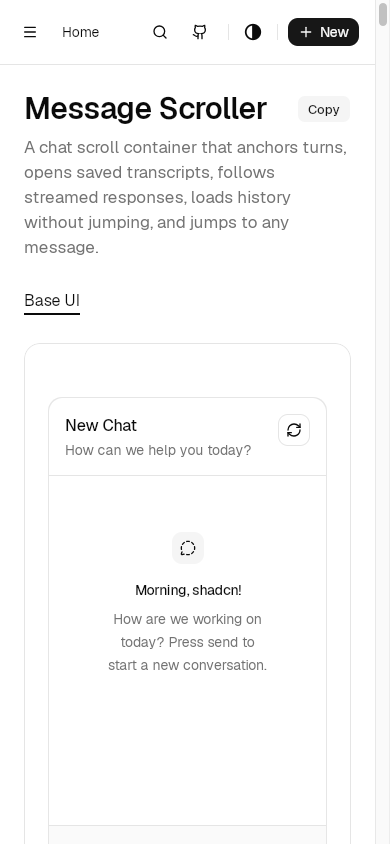 Home
New
Message Scroller
Copy
A chat scroll container that anchors turns,
opens saved transcripts, follows
streamed responses, loads history
without jumping, and jumps to any
message.
Base UI
New Chat
How can we help you today?
Morning, shadcn!
How are we working on
today? Press send to
start a new conversation.